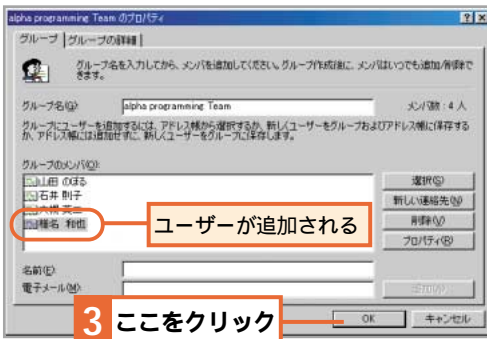 alpha programming Team のプロパティ
グループ グループの詳細
グループ名を入力してから、メンバを追加してください。グループ作成後に、メンバはいつでも追加/削除で
きます。
グループ名(G): alpha programming Team メンバ数 : 4 人
グループにユーザーを追加するには、アドレス帳から選択するか、新しくユーザーをグループおよびアドレス帳に保存する
か、アドレス帳には追加せずに、新しくユーザーをグループに保存します。
グループのメンバ(O):
山田 のぼる
石井 則子
椎名 和也
ユーザーが追加される
選択(S)
新しい連絡先(N)
削除(V)
プロパティ(R)
名前(E):
電子メール(M):
3 ここをクリック
OK キャンセル